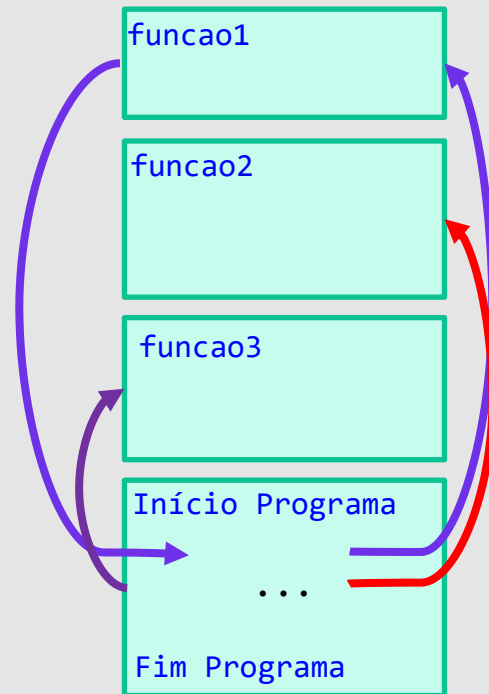 funcao1
funcao2
funcao3
Início Programa
...
Fim Programa